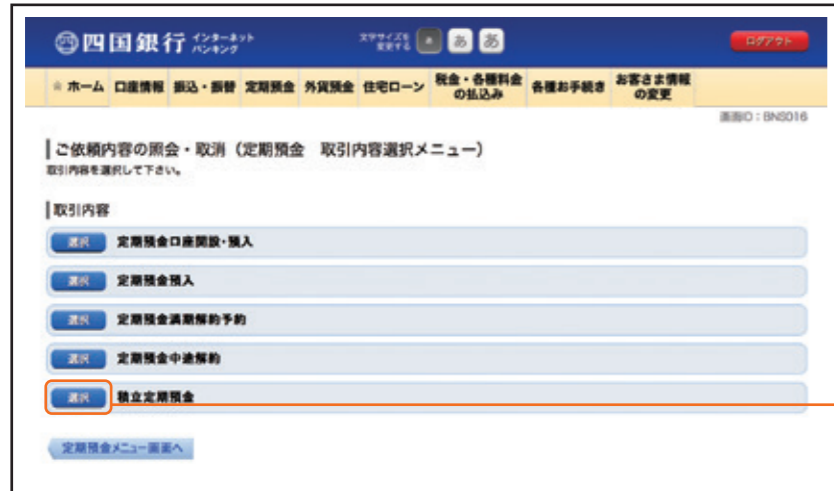 四国銀行 インターネットバンキング
文字サイズを変更する あ あ あ
ログアウト
ホーム 口座情報 振込・振替 定期預金 外貨預金 住宅ローン 税金・各種料金の払込み 各種お手続き お客さま情報の変更
画面ID：BNS016
ご依頼内容の照会・取消（定期預金　取引内容選択メニュー）
取引内容を選択して下さい。
取引内容
選択 定期預金口座開設・預入
選択 定期預金預入
選択 定期預金満期解約予約
選択 定期預金中途解約
選択 積立定期預金
定期預金メニュー画面へ